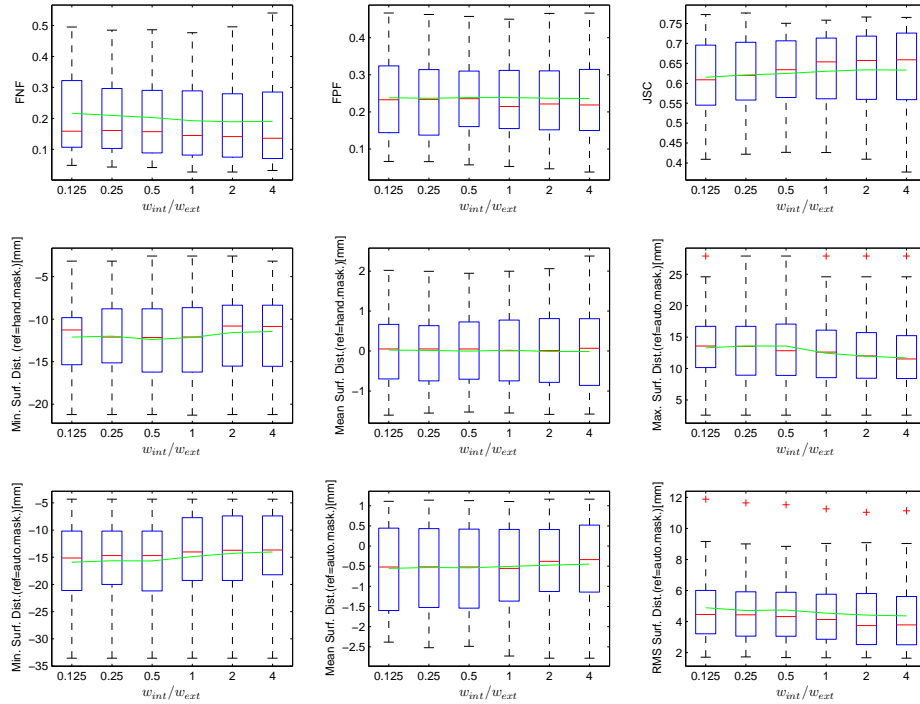 FNF
0.5
0.4
0.3
0.2
0.1
0.125 0.25 0.5 1 2 4
w_int/w_ext
FPF
0.4
0.3
0.2
0.1
0.125 0.25 0.5 1 2 4
w_int/w_ext
JSC
0.75
0.7
0.65
0.6
0.55
0.5
0.45
0.4
0.125 0.25 0.5 1 2 4
w_int/w_ext
Min. Surf. Dist.(ref=hand.mask.)[mm]
−5
−10
−15
−20
0.125 0.25 0.5 1 2 4
w_int/w_ext
Mean Surf. Dist.(ref=hand.mask.)[mm]
2
1
0
−1
0.125 0.25 0.5 1 2 4
w_int/w_ext
Max. Surf. Dist.(ref=auto.mask.)[mm]
25
20
15
10
5
0.125 0.25 0.5 1 2 4
w_int/w_ext
Min. Surf. Dist.(ref=auto.mask.)[mm]
−5
−10
−15
−20
−25
−30
−35
0.125 0.25 0.5 1 2 4
w_int/w_ext
Mean Surf. Dist.(ref=auto.mask.)[mm]
1
0.5
0
−0.5
−1
−1.5
−2
−2.5
0.125 0.25 0.5 1 2 4
w_int/w_ext
RMS Surf. Dist.(ref=auto.mask.)[mm]
12
10
8
6
4
2
0.125 0.25 0.5 1 2 4
w_int/w_ext